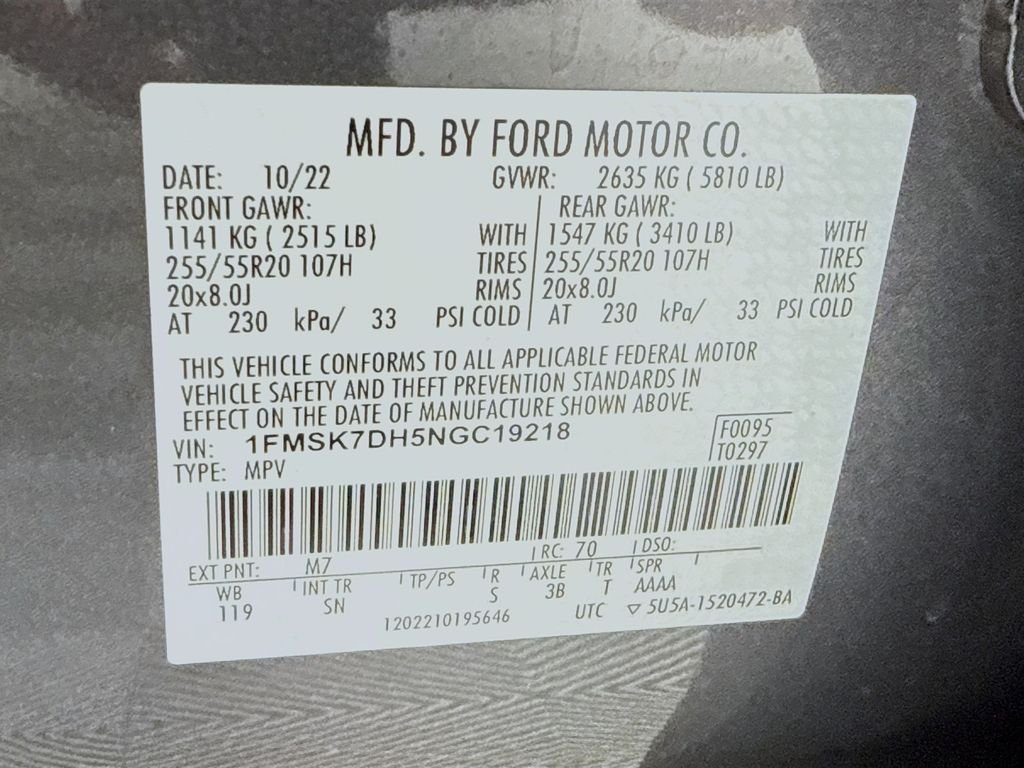 MFD. BY FORD MOTOR CO.
DATE: 10/22 GVWR: 2635 KG ( 5810 LB)
FRONT GAWR: REAR GAWR:
1141 KG ( 2515 LB) WITH 1547 KG ( 3410 LB) WITH
255/55R20 107H TIRES 255/55R20 107H TIRES
20x8.0J RIMS 20x8.0J RIMS
AT 230 kPa/ 33 PSI COLD AT 230 kPa/ 33 PSI COLD
THIS VEHICLE CONFORMS TO ALL APPLICABLE FEDERAL MOTOR
VEHICLE SAFETY AND THEFT PREVENTION STANDARDS IN
EFFECT ON THE DATE OF MANUFACTURE SHOWN ABOVE.
VIN: 1FMSK7DH5NGC19218 F0095
TYPE: MPV T0297
EXT PNT: M7 RC: 70 DSO:
WB INT TR TP/PS R AXLE TR SPR
119 SN S 3B T AAAA
1202210195646 UTC ▽ 5U5A-1520472-BA